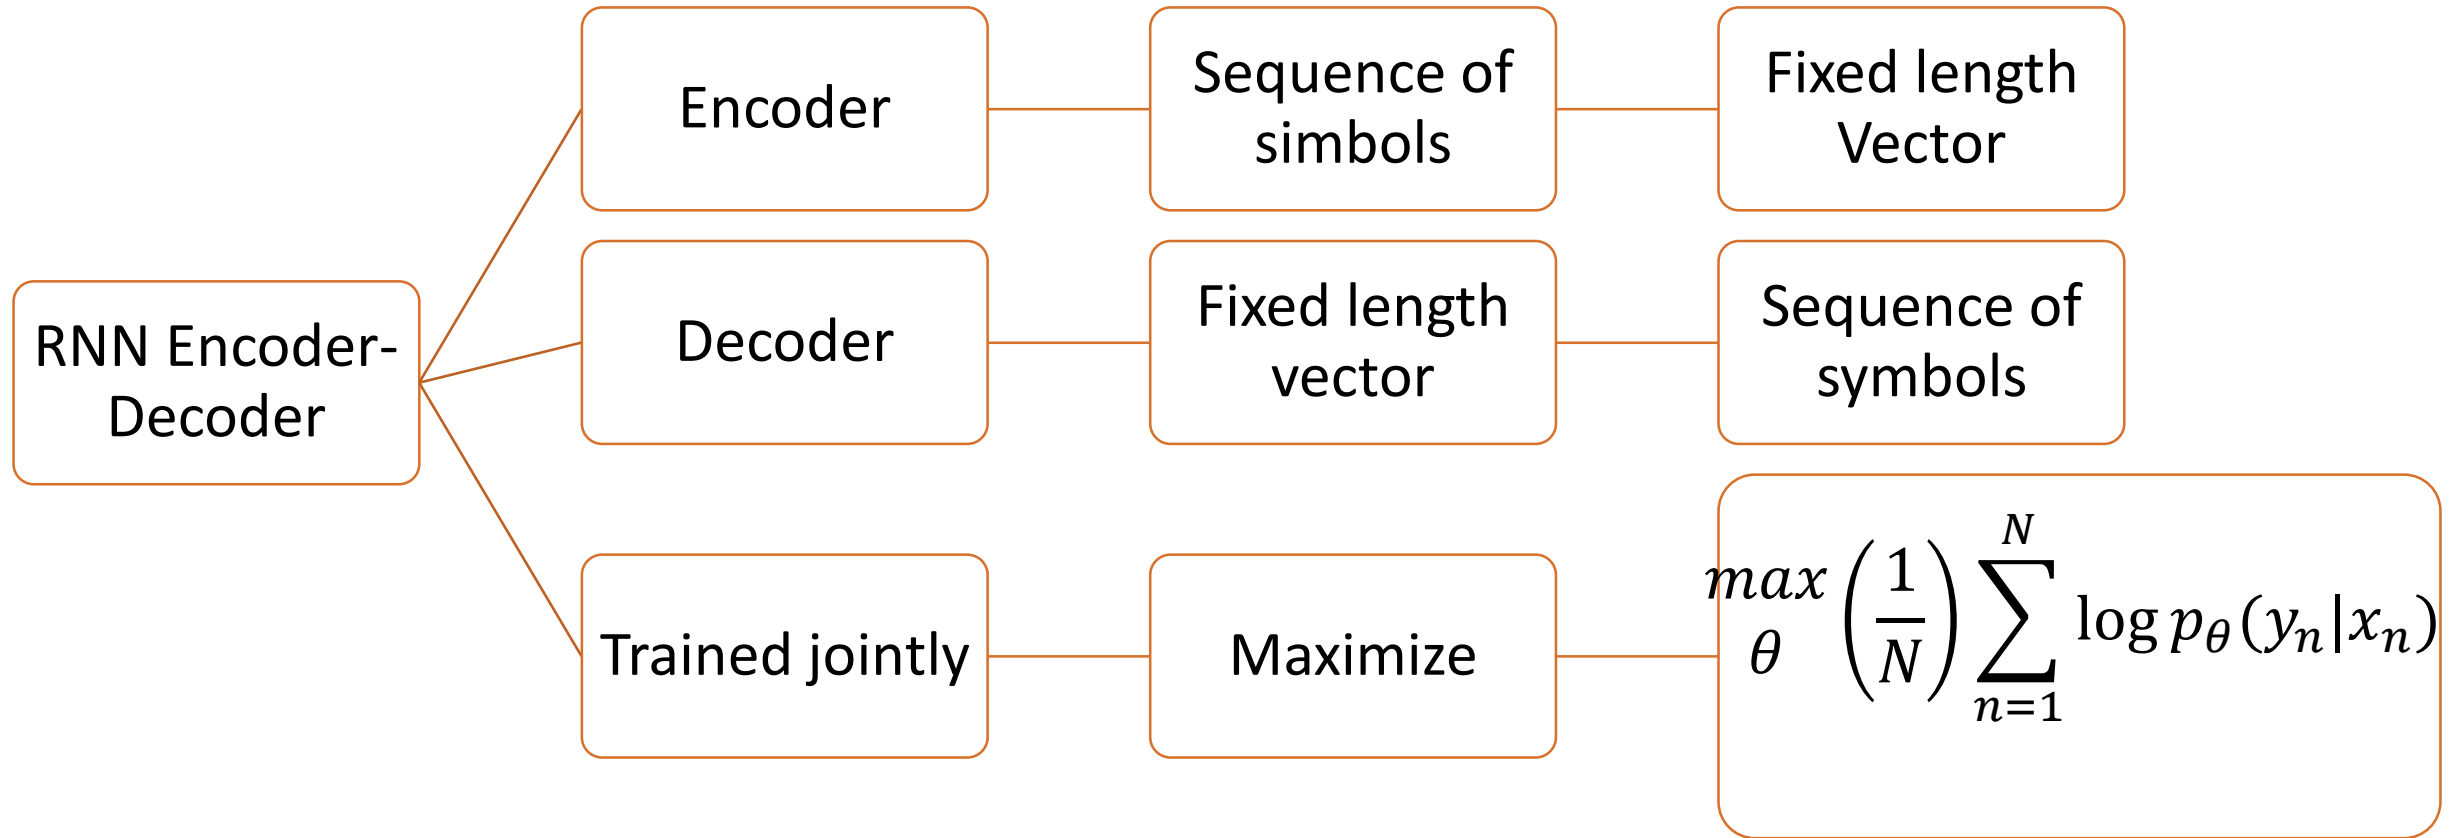 RNN Encoder-
Decoder
Encoder
Sequence of
simbols
Fixed length
Vector
Decoder
Fixed length
vector
Sequence of
symbols
Trained jointly
Maximize
max θ (1/N) ∑ n=1 N log p_θ(y_n|x_n)